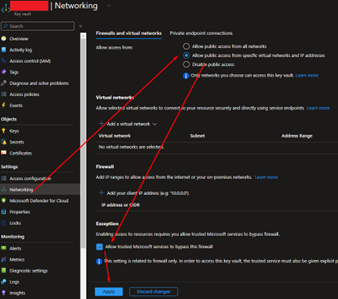 | Networking
Key vault
Search
Overview
Activity log
Access control (IAM)
Tags
Diagnose and solve problems
Access policies
Events
Objects
Keys
Secrets
Certificates
Settings
Access configuration
Networking
Microsoft Defender for Cloud
Properties
Locks
Monitoring
Alerts
Metrics
Diagnostic settings
Logs
Insights
Firewalls and virtual networks
Private endpoint connections
Allow access from:
Allow public access from all networks
Allow public access from specific virtual networks and IP addresses
Disable public access
Only networks you choose can access this key vault. Learn more
Virtual networks
Allow selected virtual networks to connect to your resource securely and directly using service endpoints. Learn more
+ Add a virtual network
Virtual network
Subnet
Address Range
No virtual networks are selected.
Firewall
Add IP ranges to allow access from the internet or your on-premises networks. Learn more
+ Add your client IP address
IP address or CIDR
Exception
Enabling access to resources requires you allow trusted Microsoft services to bypass firewall.
Allow trusted Microsoft services to bypass this firewall
This setting is related to firewall only. In order to access this key vault, the trusted service must also be given explicit p
Apply
Discard changes